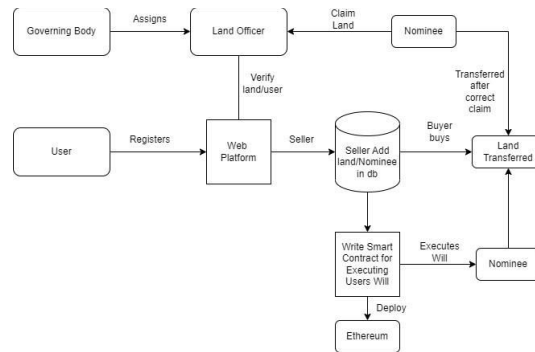 Assigns
Claim
Land
Governing Body
Land Officer
Nominee
Verify
land/user
Transferred
after
correct
claim
User
Registers
Web
Platform
Seller
Seller Add
land/Nominee
in db
Buyer
buys
Land
Transferred
Write Smart
Contract for
Executing
Users Will
Executes
Will
Nominee
Deploy
Ethereum